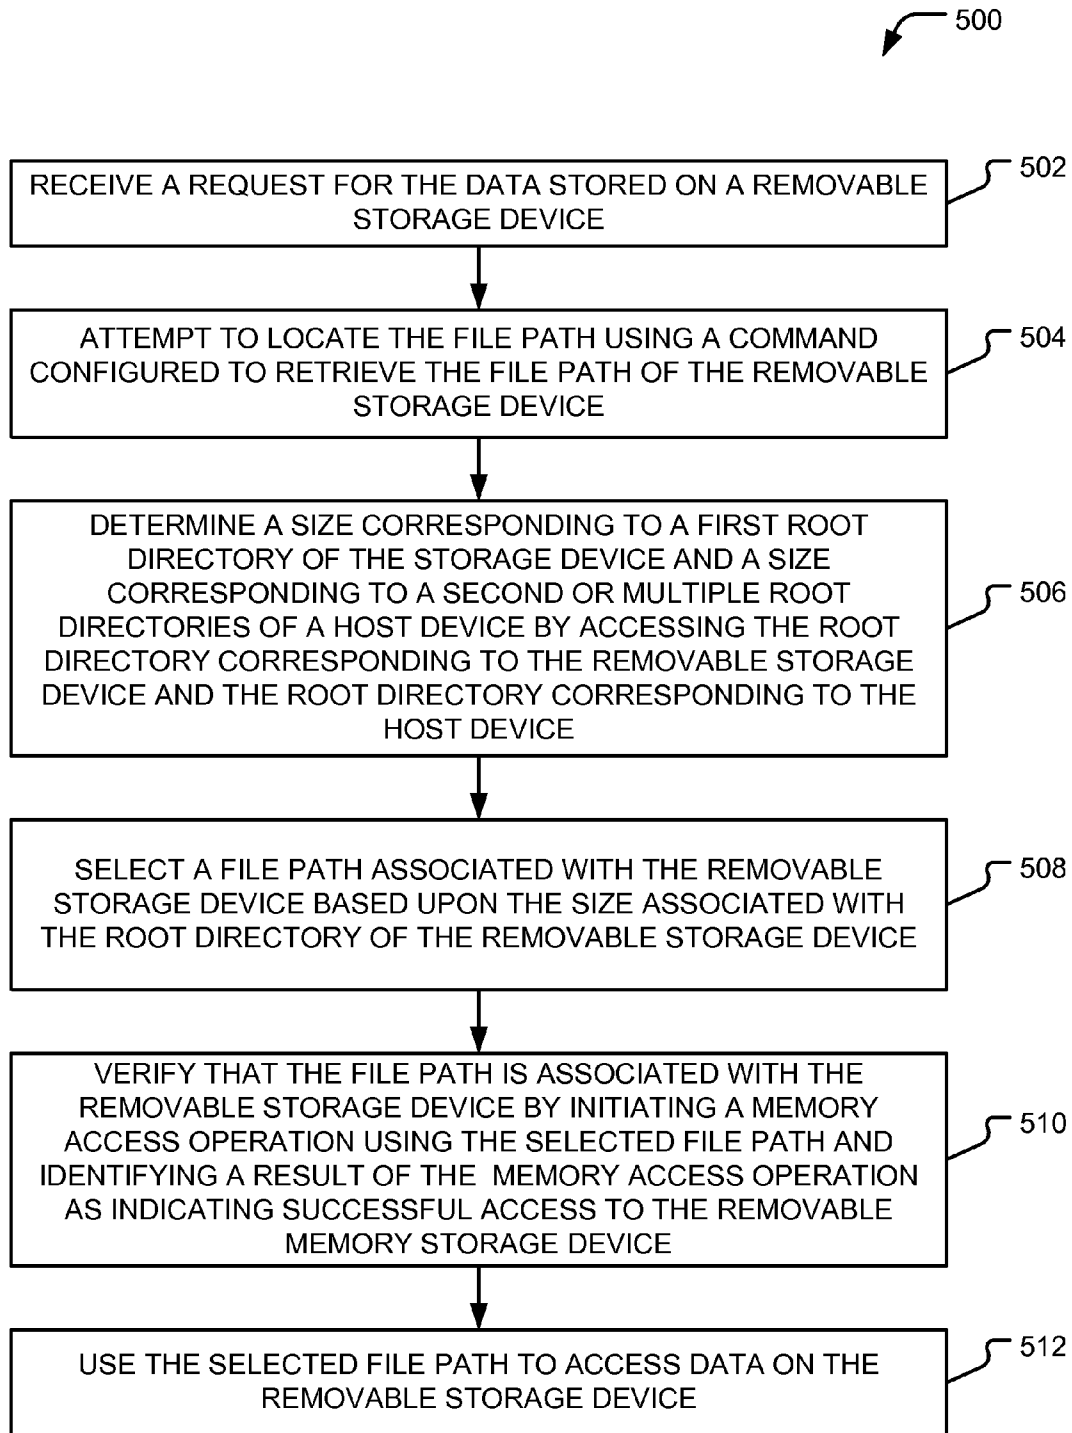 500
RECEIVE A REQUEST FOR THE DATA STORED ON A REMOVABLE
STORAGE DEVICE
502
ATTEMPT TO LOCATE THE FILE PATH USING A COMMAND
CONFIGURED TO RETRIEVE THE FILE PATH OF THE REMOVABLE
STORAGE DEVICE
504
DETERMINE A SIZE CORRESPONDING TO A FIRST ROOT
DIRECTORY OF THE STORAGE DEVICE AND A SIZE
CORRESPONDING TO A SECOND OR MULTIPLE ROOT
DIRECTORIES OF A HOST DEVICE BY ACCESSING THE ROOT
DIRECTORY CORRESPONDING TO THE REMOVABLE STORAGE
DEVICE AND THE ROOT DIRECTORY CORRESPONDING TO THE
HOST DEVICE
506
SELECT A FILE PATH ASSOCIATED WITH THE REMOVABLE
STORAGE DEVICE BASED UPON THE SIZE ASSOCIATED WITH
THE ROOT DIRECTORY OF THE REMOVABLE STORAGE DEVICE
508
VERIFY THAT THE FILE PATH IS ASSOCIATED WITH THE
REMOVABLE STORAGE DEVICE BY INITIATING A MEMORY
ACCESS OPERATION USING THE SELECTED FILE PATH AND
IDENTIFYING A RESULT OF THE MEMORY ACCESS OPERATION
AS INDICATING SUCCESSFUL ACCESS TO THE REMOVABLE
MEMORY STORAGE DEVICE
510
USE THE SELECTED FILE PATH TO ACCESS DATA ON THE
REMOVABLE STORAGE DEVICE
512